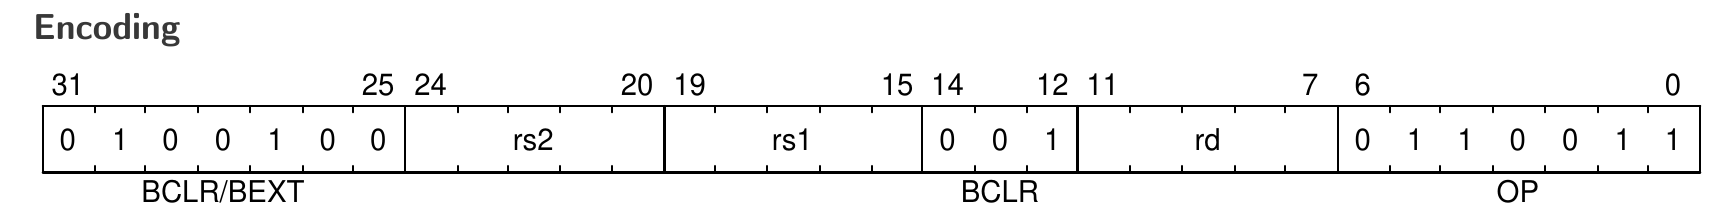 Encoding
31 25 24 20 19 15 14 12 11 7 6 0
0 1 0 0 1 0 0 rs2 rs1 0 0 1 rd 0 1 1 0 0 1 1
BCLR/BEXT BCLR OP